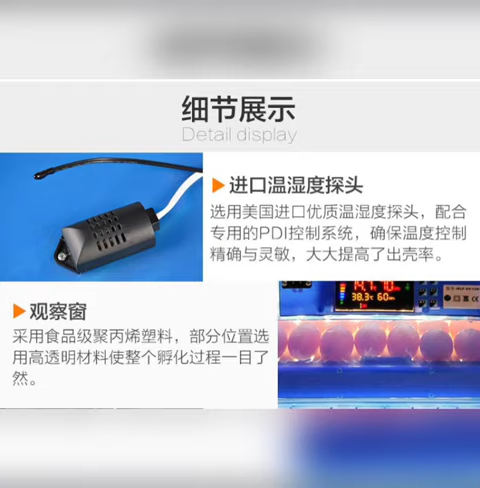 细节展示
Detail display
▶进口温湿度探头
选用美国进口优质温湿度探头，配合
专用的PDI控制系统，确保温度控制
精确与灵敏，大大提高了出壳率。
▶观察窗
采用食品级聚丙烯塑料，部分位置选
用高透明材料使整个孵化过程一目了
然。
38.3℃ 60